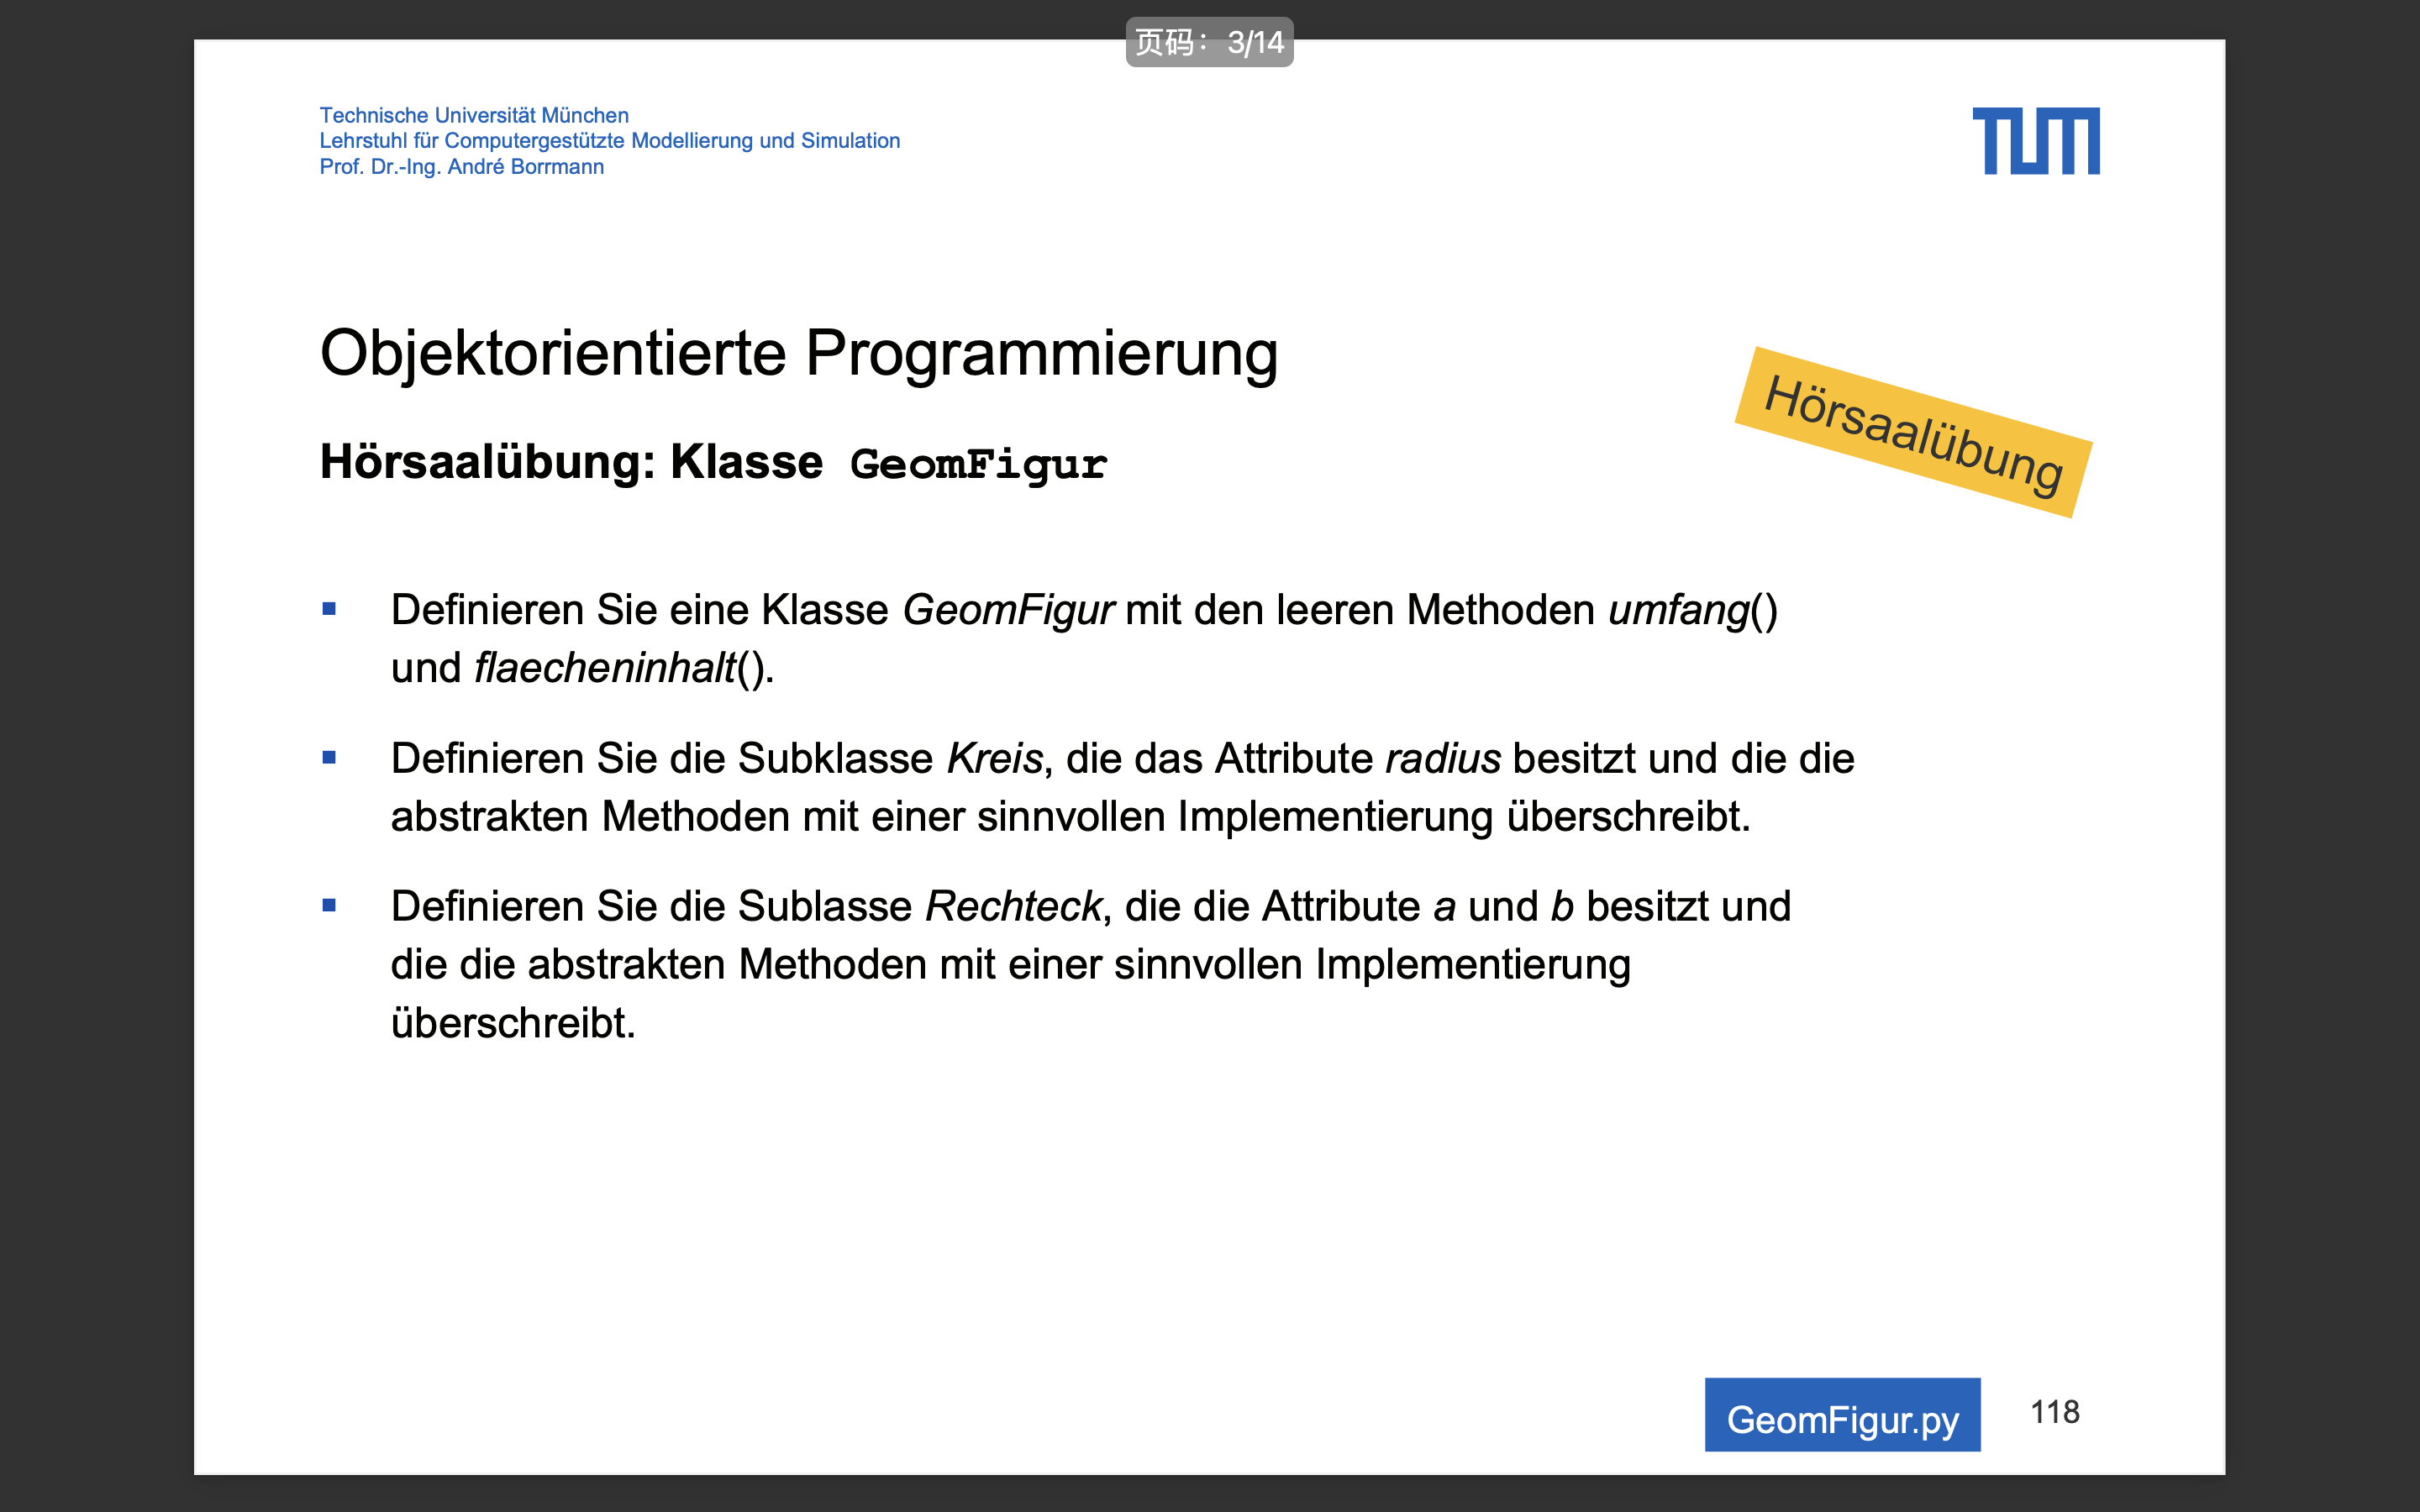 页码： 3/14
Technische Universität München
Lehrstuhl für Computergestützte Modellierung und Simulation
Prof. Dr.-Ing. André Borrmann
TUM
Objektorientierte Programmierung
Hörsaalübung
Hörsaalübung: Klasse GeomFigur
Definieren Sie eine Klasse GeomFigur mit den leeren Methoden umfang()
und flaecheninhalt().
Definieren Sie die Subklasse Kreis, die das Attribute radius besitzt und die die
abstrakten Methoden mit einer sinnvollen Implementierung überschreibt.
Definieren Sie die Sublasse Rechteck, die die Attribute a und b besitzt und
die die abstrakten Methoden mit einer sinnvollen Implementierung
überschreibt.
GeomFigur.py
118